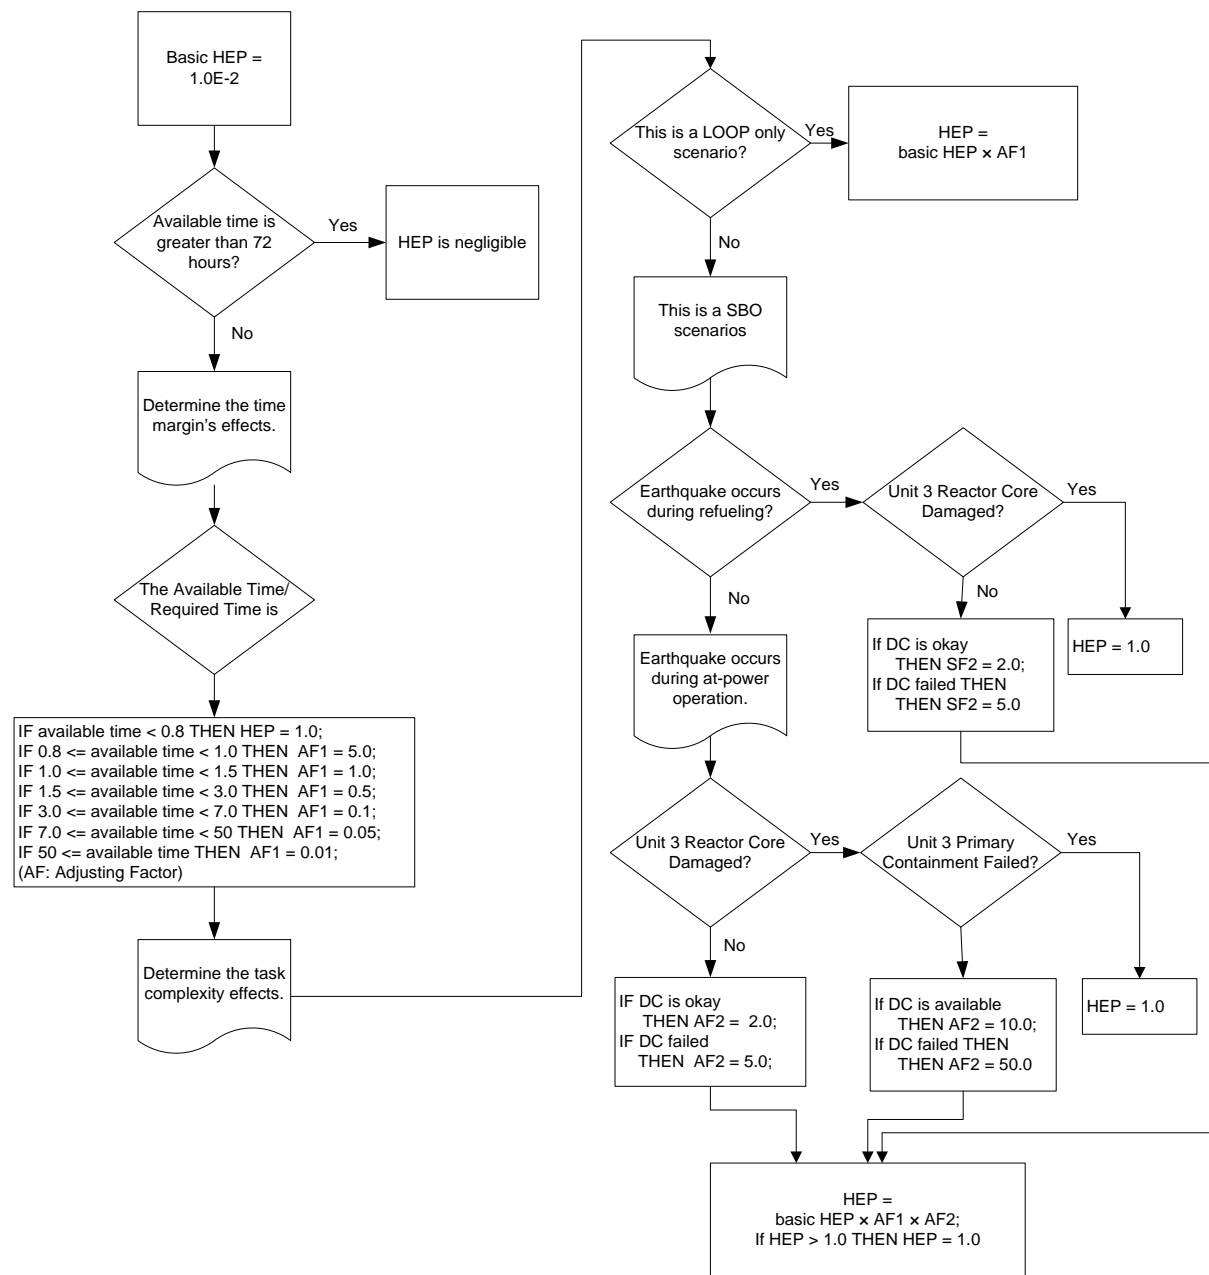 Basic HEP =
1.0E-2
Available time is
greater than 72
hours?
Yes
HEP is negligible
No
Determine the time
margin's effects.
The Available Time/
Required Time is
IF available time < 0.8 THEN HEP = 1.0;
IF 0.8 <= available time < 1.0 THEN  AF1 = 5.0;
IF 1.0 <= available time < 1.5 THEN  AF1 = 1.0;
IF 1.5 <= available time < 3.0 THEN  AF1 = 0.5;
IF 3.0 <= available time < 7.0 THEN  AF1 = 0.1;
IF 7.0 <= available time < 50 THEN  AF1 = 0.05;
IF 50 <= available time THEN  AF1 = 0.01;
(AF: Adjusting Factor)
Determine the task
complexity effects.
This is a LOOP only
scenario?
Yes
HEP =
basic HEP × AF1
No
This is a SBO
scenarios
Earthquake occurs
during refueling?
Yes
Unit 3 Reactor Core
Damaged?
Yes
HEP = 1.0
No
If DC is okay
THEN SF2 = 2.0;
If DC failed THEN
THEN SF2 = 5.0
No
Earthquake occurs
during at-power
operation.
Unit 3 Reactor Core
Damaged?
Yes
Unit 3 Primary
Containment Failed?
Yes
HEP = 1.0
No
IF DC is okay
THEN AF2 =  2.0;
IF DC failed
THEN  AF2 = 5.0;
If DC is available
THEN AF2 = 10.0;
If DC failed THEN
THEN AF2 = 50.0
HEP =
basic HEP × AF1 × AF2;
If HEP > 1.0 THEN HEP = 1.0